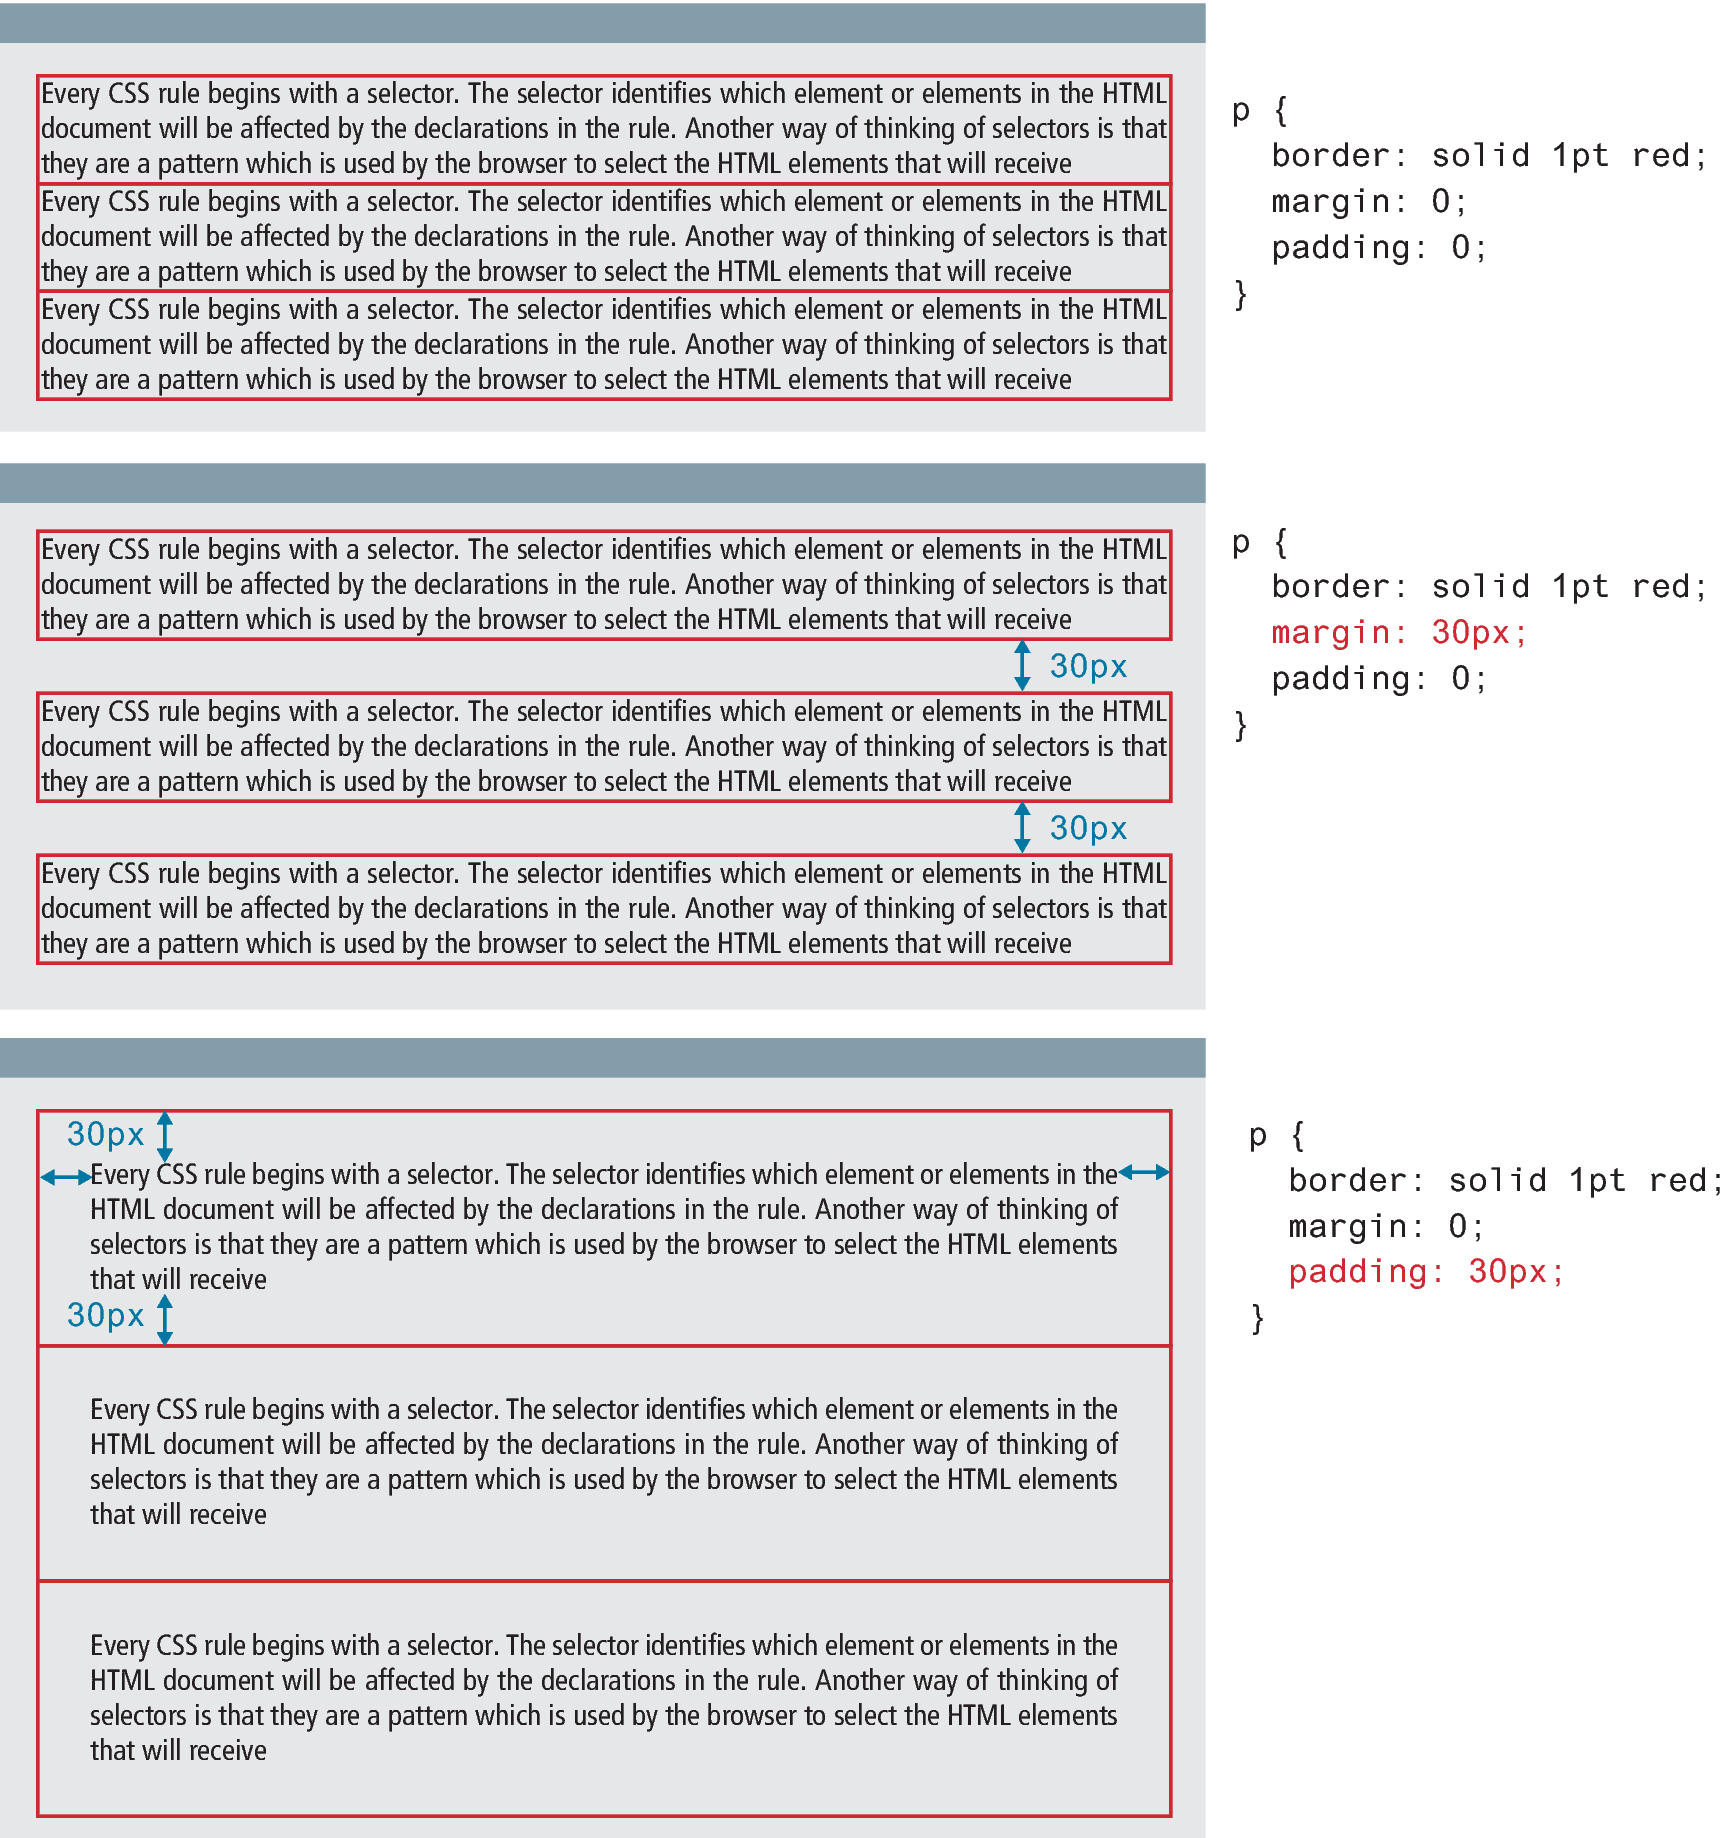 Every CSS rule begins with a selector. The selector identifies which element or elements in the HTML
document will be affected by the declarations in the rule. Another way of thinking of selectors is that
they are a pattern which is used by the browser to select the HTML elements that will receive
Every CSS rule begins with a selector. The selector identifies which element or elements in the HTML
document will be affected by the declarations in the rule. Another way of thinking of selectors is that
they are a pattern which is used by the browser to select the HTML elements that will receive
Every CSS rule begins with a selector. The selector identifies which element or elements in the HTML
document will be affected by the declarations in the rule. Another way of thinking of selectors is that
they are a pattern which is used by the browser to select the HTML elements that will receive
p {
border: solid 1pt red;
margin: 0;
padding: 0;
}
Every CSS rule begins with a selector. The selector identifies which element or elements in the HTML
document will be affected by the declarations in the rule. Another way of thinking of selectors is that
they are a pattern which is used by the browser to select the HTML elements that will receive
30px
Every CSS rule begins with a selector. The selector identifies which element or elements in the HTML
document will be affected by the declarations in the rule. Another way of thinking of selectors is that
they are a pattern which is used by the browser to select the HTML elements that will receive
30px
Every CSS rule begins with a selector. The selector identifies which element or elements in the HTML
document will be affected by the declarations in the rule. Another way of thinking of selectors is that
they are a pattern which is used by the browser to select the HTML elements that will receive
p {
border: solid 1pt red;
margin: 30px;
padding: 0;
}
30px
Every CSS rule begins with a selector. The selector identifies which element or elements in the
HTML document will be affected by the declarations in the rule. Another way of thinking of
selectors is that they are a pattern which is used by the browser to select the HTML elements
that will receive
30px
Every CSS rule begins with a selector. The selector identifies which element or elements in the
HTML document will be affected by the declarations in the rule. Another way of thinking of
selectors is that they are a pattern which is used by the browser to select the HTML elements
that will receive
Every CSS rule begins with a selector. The selector identifies which element or elements in the
HTML document will be affected by the declarations in the rule. Another way of thinking of
selectors is that they are a pattern which is used by the browser to select the HTML elements
that will receive
p {
border: solid 1pt red;
margin: 0;
padding: 30px;
}